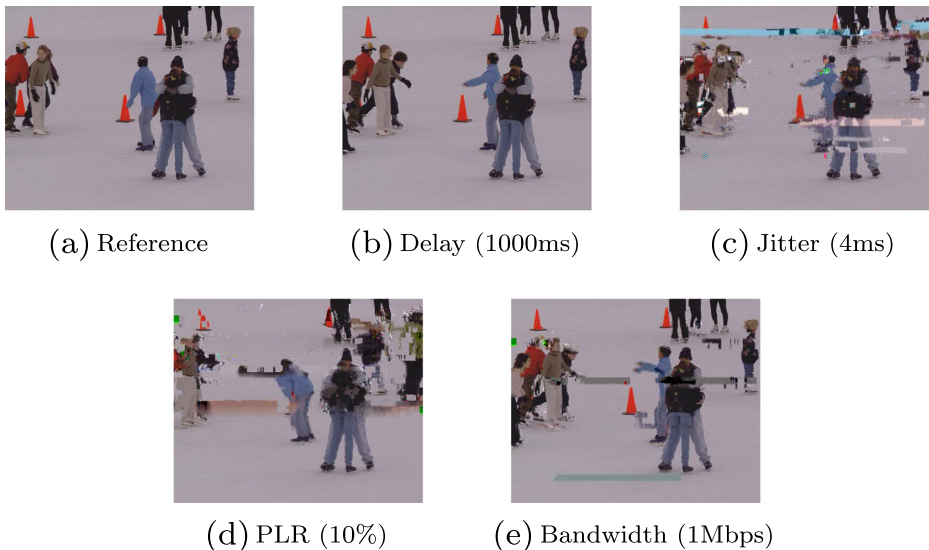 (a) Reference
(b) Delay (1000ms)
(c) Jitter (4ms)
(d) PLR (10%)
(e) Bandwidth (1Mbps)